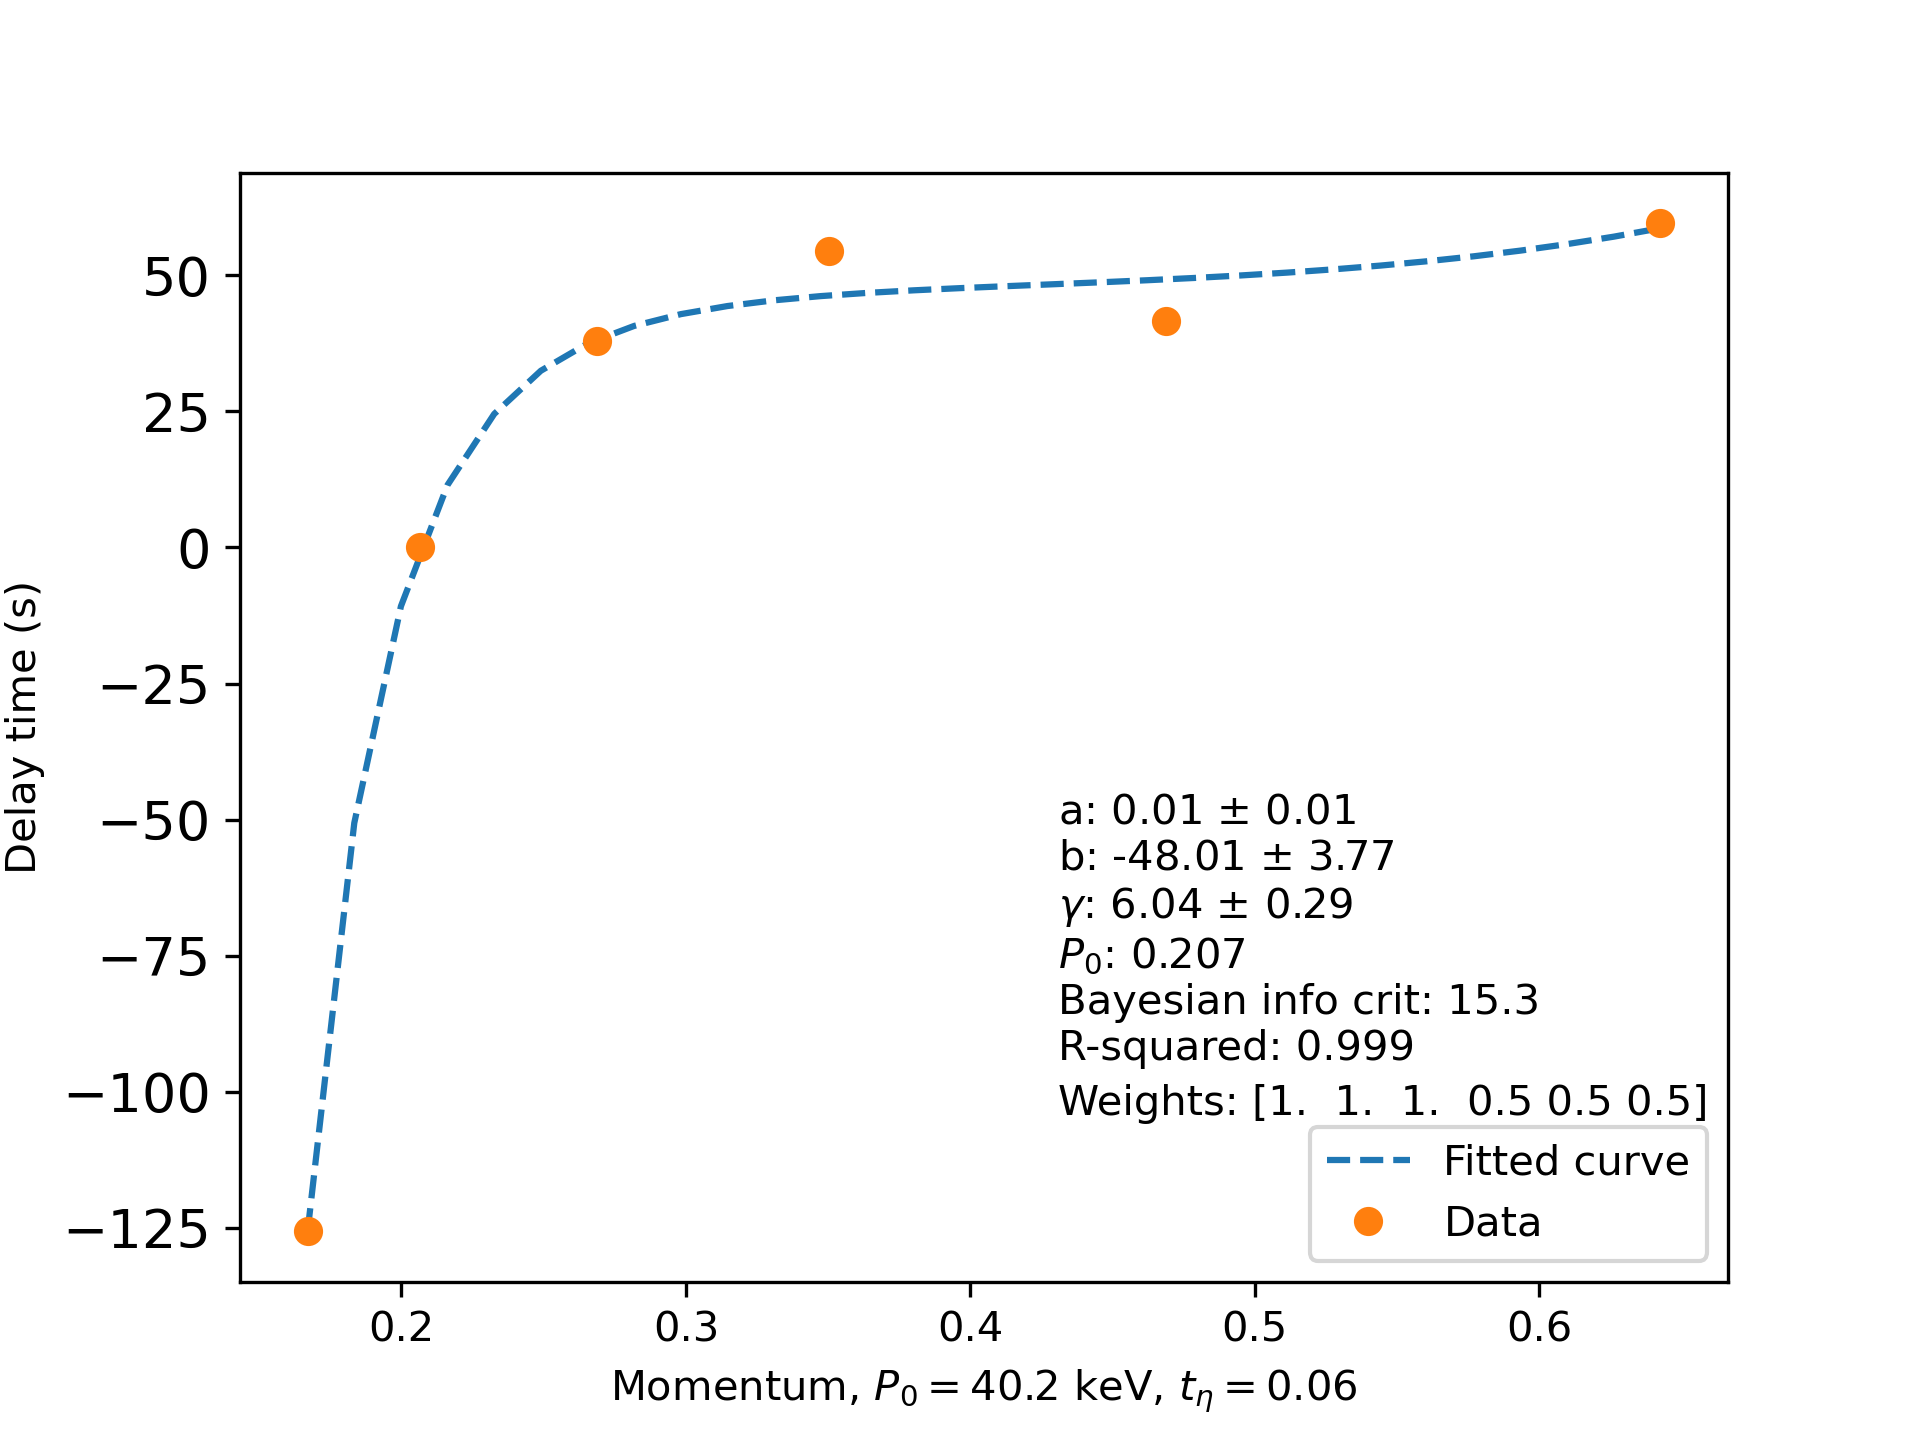 50
25
0
−25
−50
−75
−100
−125
Delay time (s)
a: 0.01 ± 0.01
b: -48.01 ± 3.77
γ: 6.04 ± 0.29
P₀: 0.207
Bayesian info crit: 15.3
R-squared: 0.999
Weights: [1. 1. 1. 0.5 0.5 0.5]
Fitted curve
Data
0.2 0.3 0.4 0.5 0.6
Momentum, P₀ = 40.2 keV, tη = 0.06